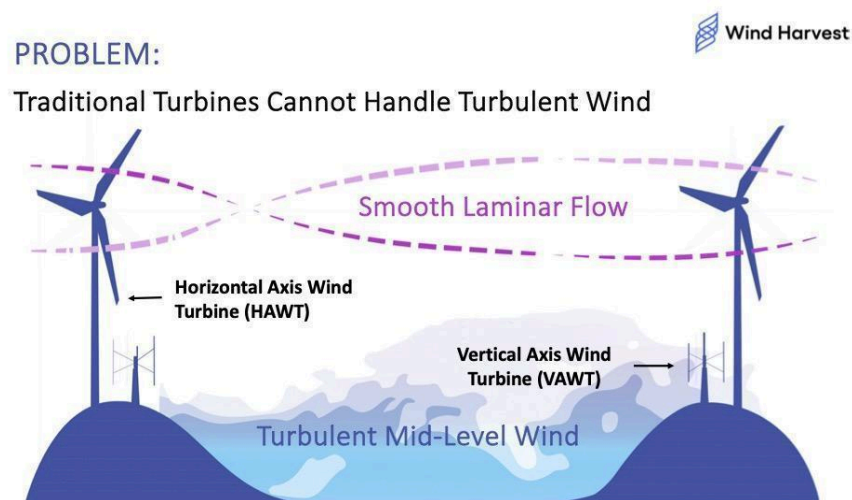 Wind Harvest
PROBLEM:
Traditional Turbines Cannot Handle Turbulent Wind
Smooth Laminar Flow
Horizontal Axis Wind
Turbine (HAWT)
Vertical Axis Wind
Turbine (VAWT)
Turbulent Mid-Level Wind